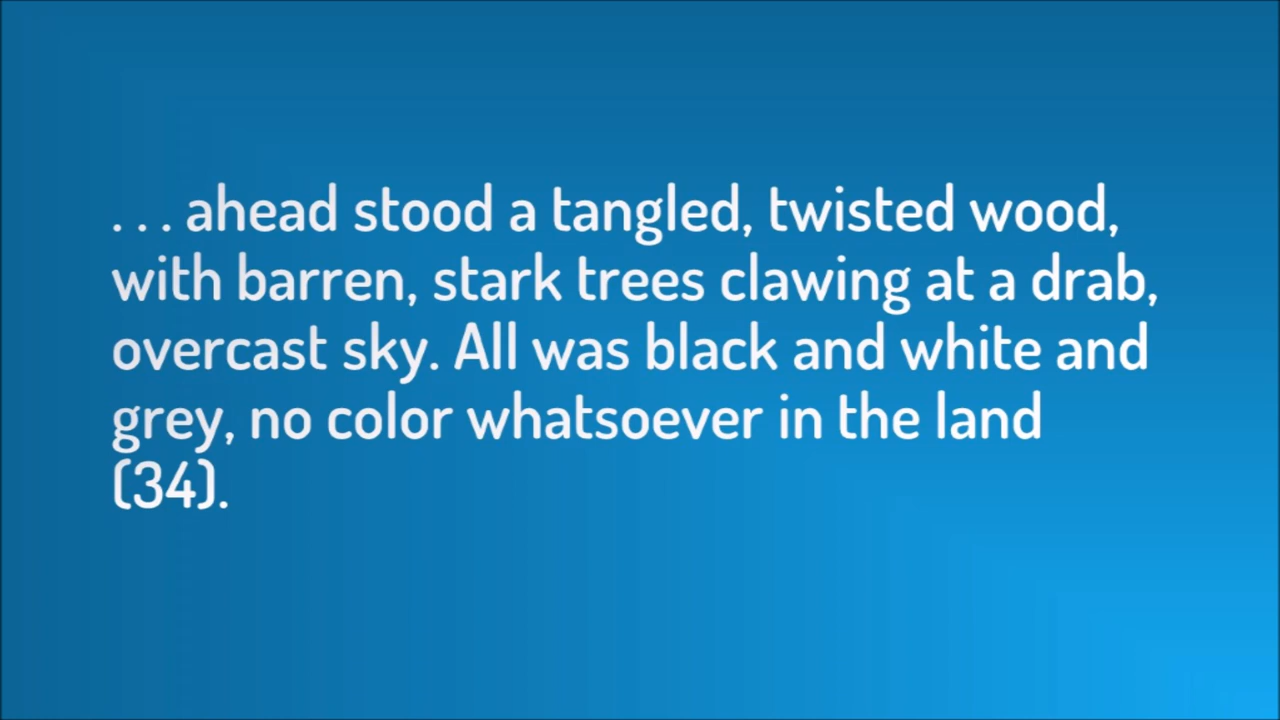 . . . ahead stood a tangled, twisted wood,
with barren, stark trees clawing at a drab,
overcast sky. All was black and white and
grey, no color whatsoever in the land
(34).